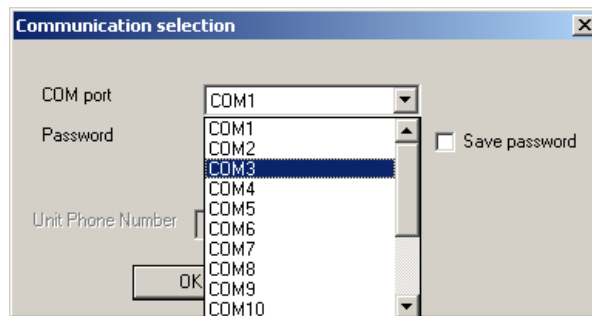 Communication selection
COM port
COM1
Password
COM1
COM2
COM3
COM4
COM5
COM6
COM7
COM8
COM9
COM10
Save password
Unit Phone Number
OK